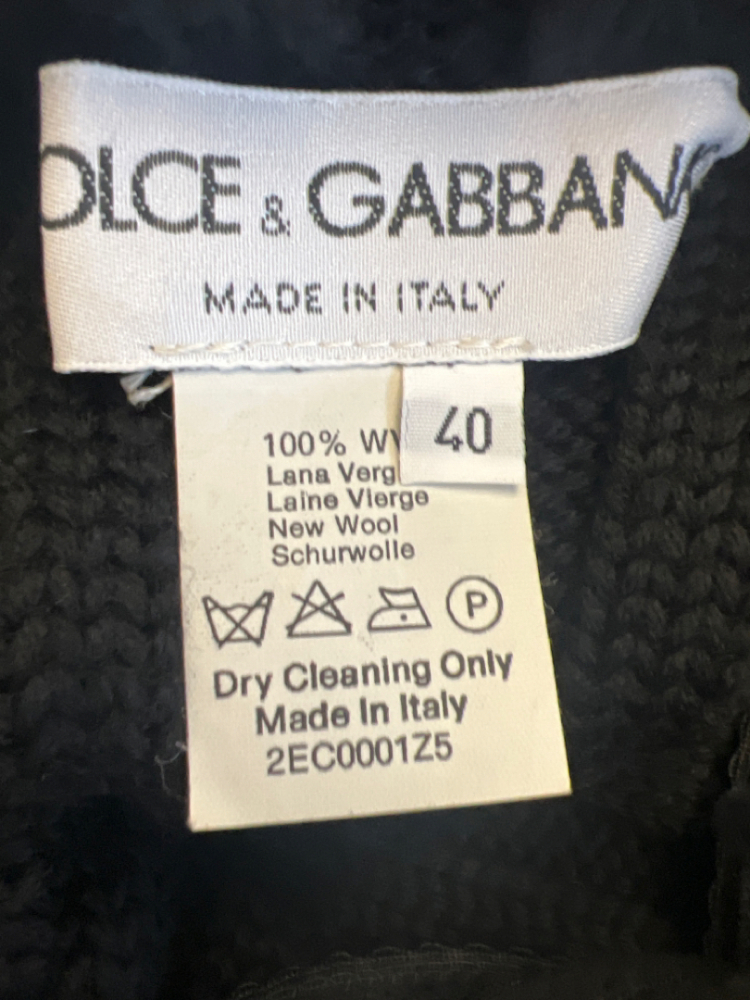 OLCE & GABBAN
MADE IN ITALY
40
100% WV
Lana Verg
Laine Vierge
New Wool
Schurwolle
P
Dry Cleaning Only
Made In Italy
2EC0001Z5